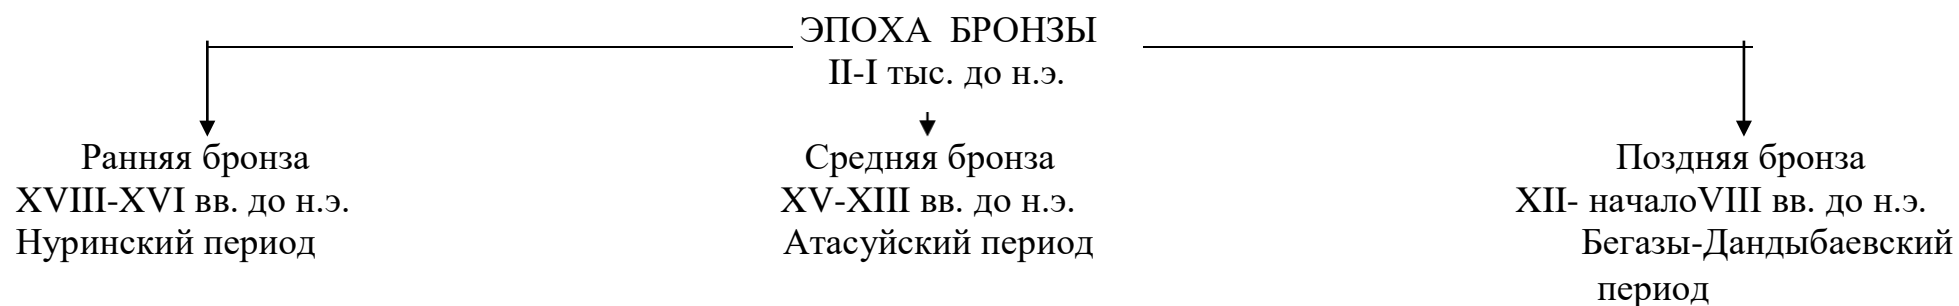 ЭПОХА БРОНЗЫ
II-I тыс. до н.э.
Ранняя бронза
XVIII-XVI вв. до н.э.
Нуринский период
Средняя бронза
XV-XIII вв. до н.э.
Атасуйский период
Поздняя бронза
XII- началоVIII вв. до н.э.
Бегазы-Дандыбаевский
период